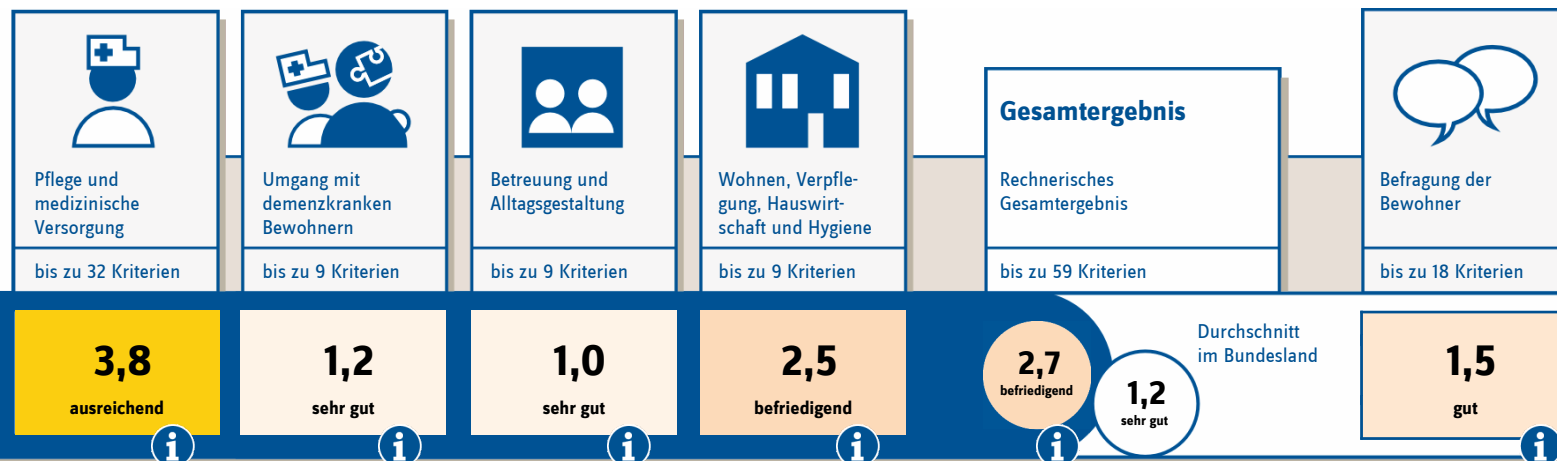 Pflege und
medizinische
Versorgung
bis zu 32 Kriterien
3,8
ausreichend
i
Umgang mit
demenzkranken
Bewohnern
bis zu 9 Kriterien
1,2
sehr gut
i
Betreuung und
Alltagsgestaltung
bis zu 9 Kriterien
1,0
sehr gut
i
Wohnen, Verpfle-
gung, Hauswirt-
schaft und Hygiene
bis zu 9 Kriterien
2,5
befriedigend
i
Gesamtergebnis
Rechnerisches
Gesamtergebnis
bis zu 59 Kriterien
2,7
befriedigend
i
Durchschnitt
im Bundesland
1,2
sehr gut
Befragung der
Bewohner
bis zu 18 Kriterien
1,5
gut
i